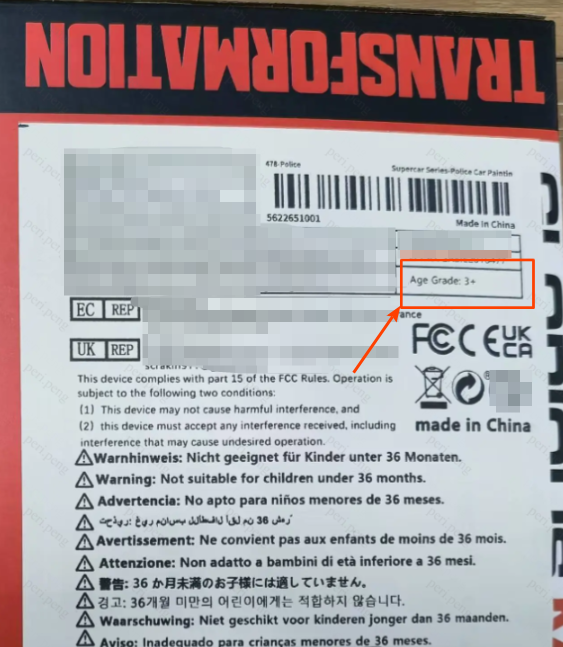 TRANSFORMATION
478-Police
Supercar Series-Police Car Paintin
5622651001
Made in China
Age Grade: 3+
EC REP
UK REP
ance
FC CE UK CA
made in China
This device complies with part 15 of the FCC Rules. Operation is
subject to the following two conditions:
(1) This device may not cause harmful interference, and
(2) this device must accept any interference received, including
interference that may cause undesired operation.
Warnhinweis: Nicht geeignet für Kinder unter 36 Monaten.
Warning: Not suitable for children under 36 months.
Advertencia: No apto para niños menores de 36 meses.
Avertissement: Ne convient pas aux enfants de moins de 36 mois.
Attenzione: Non adatto a bambini di età inferiore a 36 mesi.
警告: 36 か月未満のお子様には適していません。
경고: 36개월 미만의 어린이에게는 적합하지 않습니다.
Waarschuwing: Niet geschikt voor kinderen jonger dan 36 maanden.
Aviso: Inadequado para crianças menores de 36 meses.